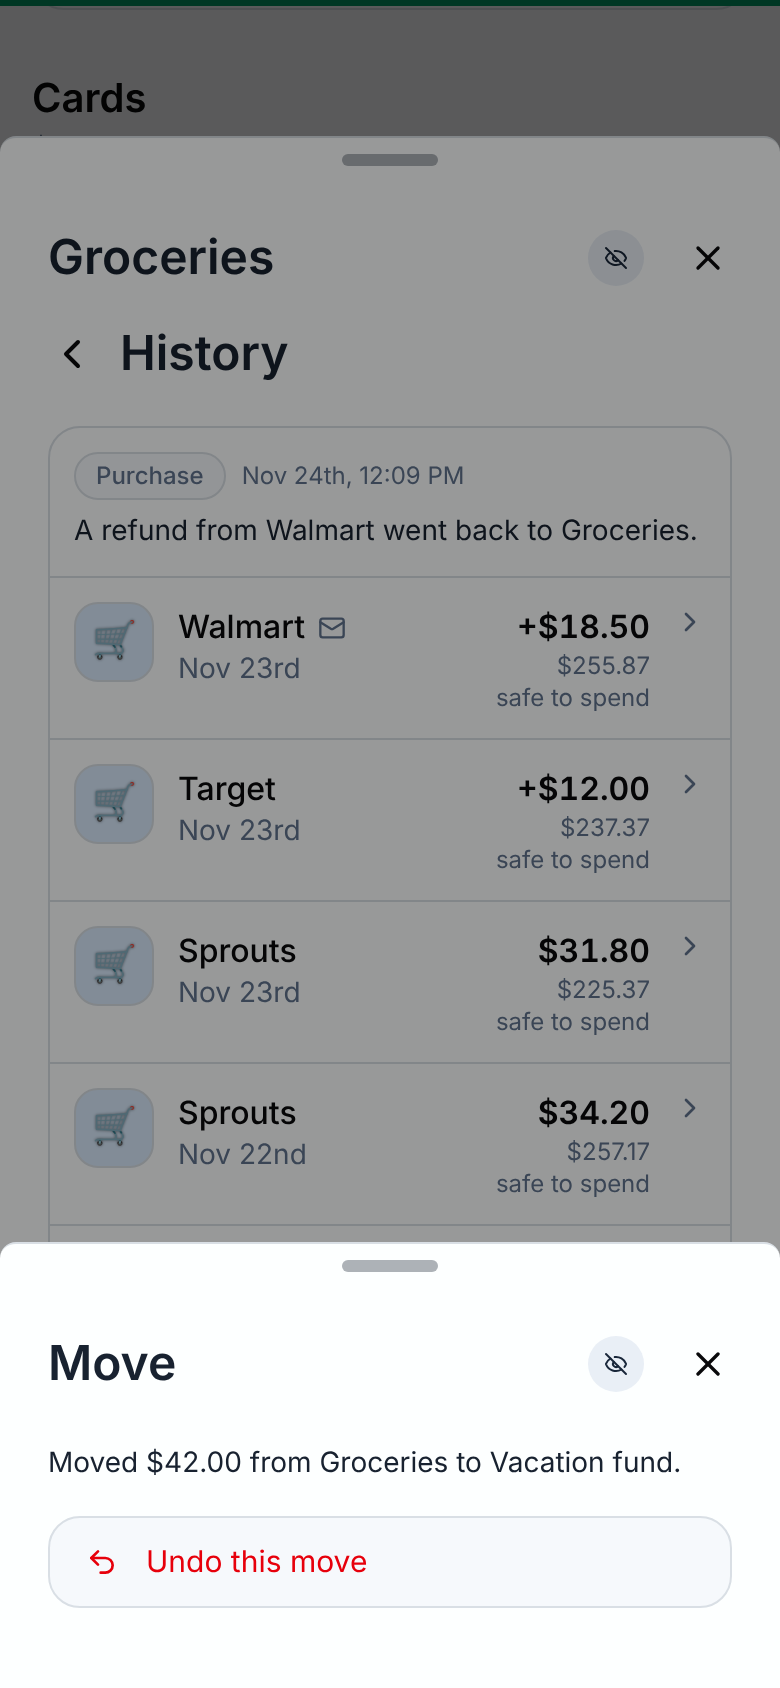 Cards
Groceries
History
Purchase Nov 24th, 12:09 PM
A refund from Walmart went back to Groceries.
Walmart +$18.50
Nov 23rd $255.87
safe to spend
Target +$12.00
Nov 23rd $237.37
safe to spend
Sprouts $31.80
Nov 23rd $225.37
safe to spend
Sprouts $34.20
Nov 22nd $257.17
safe to spend
Move
Moved $42.00 from Groceries to Vacation fund.
Undo this move